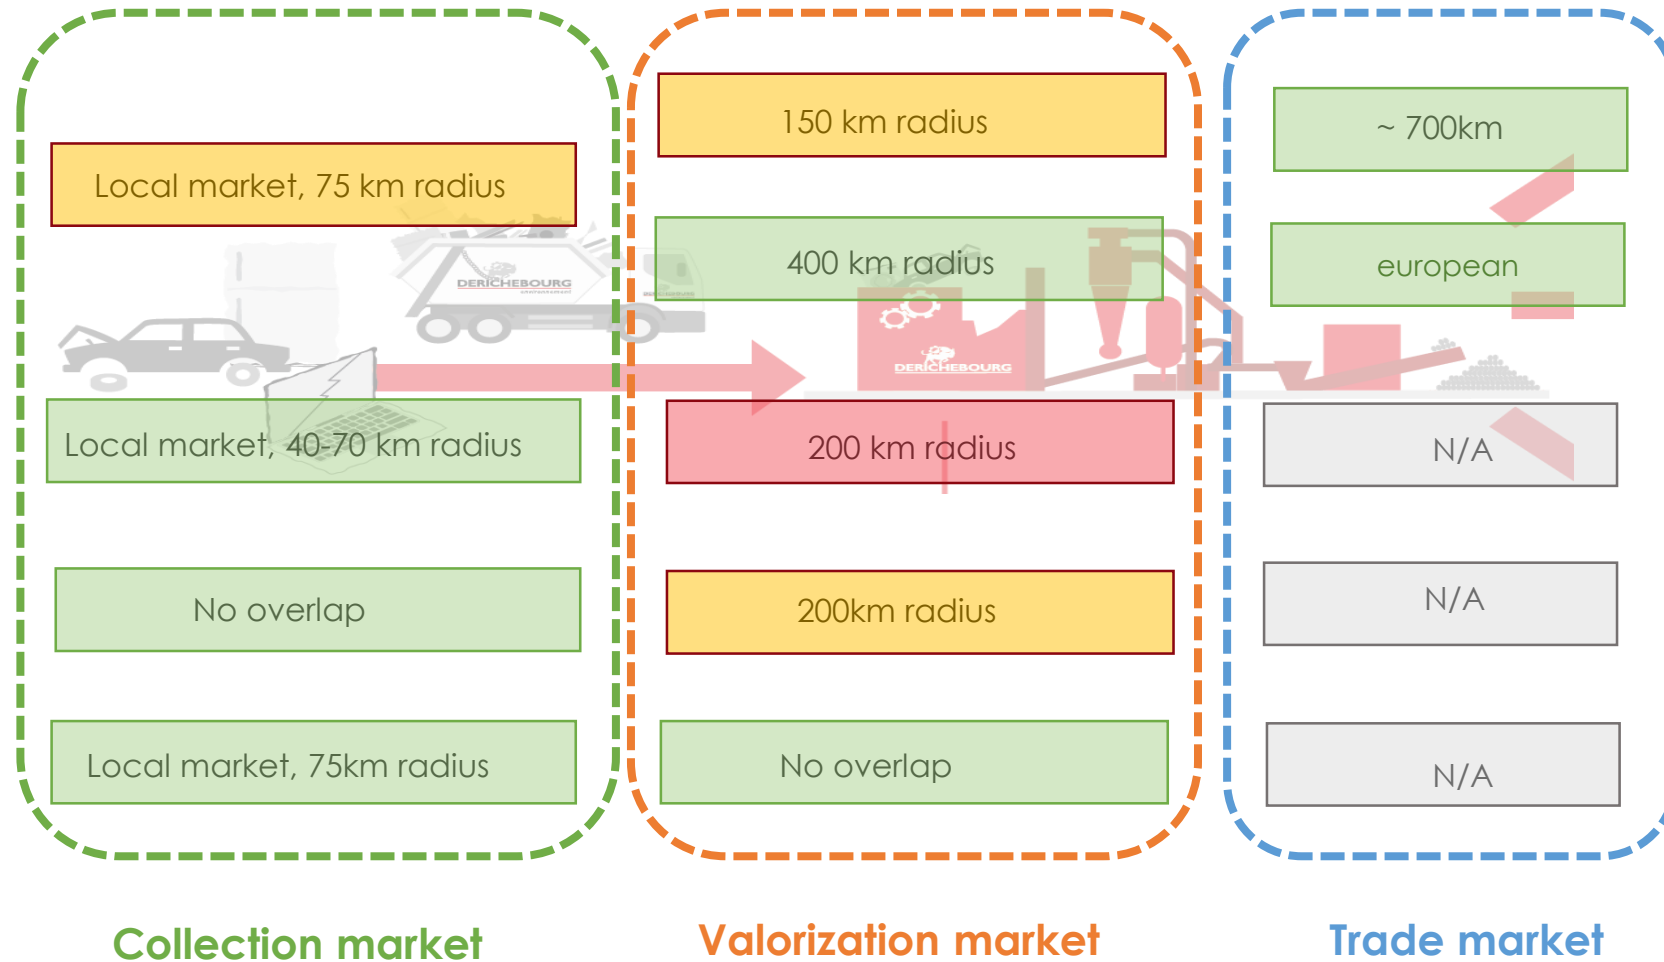 150 km radius
~ 700km
Local market, 75 km radius
400 km radius
european
DERICHEBOURG
DERICHEBOURG
Local market, 40-70 km radius
200 km radius
N/A
No overlap
200km radius
N/A
Local market, 75km radius
No overlap
N/A
Collection market
Valorization market
Trade market